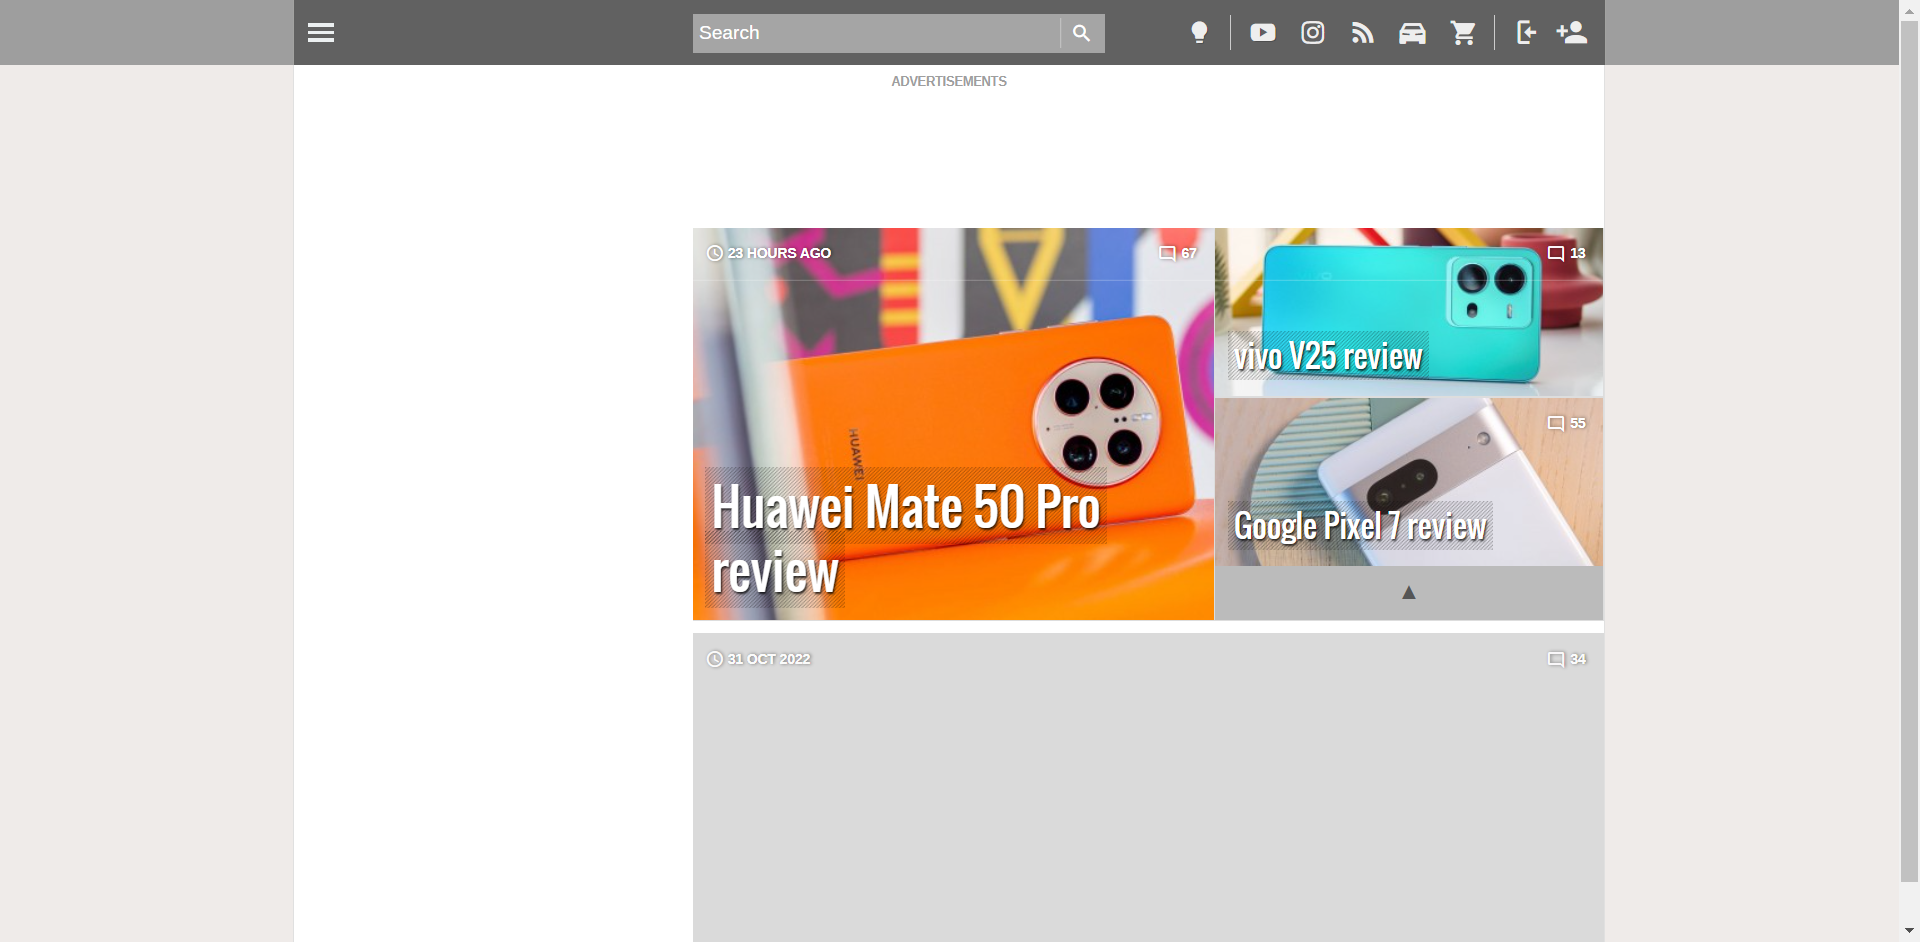 Search
ADVERTISEMENTS
23 HOURS AGO
67
HUAWEI
Huawei Mate 50 Pro
review
13
vivo V25 review
55
Google Pixel 7 review
31 OCT 2022
34